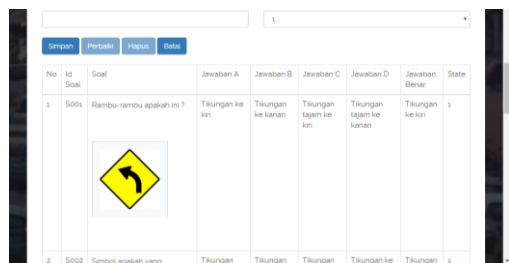 1
Simpan Perbaiki Hapus Batal
No Id Soal Soal Jawaban A Jawaban B Jawaban C Jawaban D Jawaban Benar State
1 S001 Rambu-rambu apakah ini ? Tikungan ke kiri Tikungan ke kanan Tikungan tajam ke kiri Tikungan tajam ke kanan Tikungan ke kiri 1
2 S002 Simbol apakah yang Tikungan Tikungan Tikungan Tikungan ke Tikungan 1